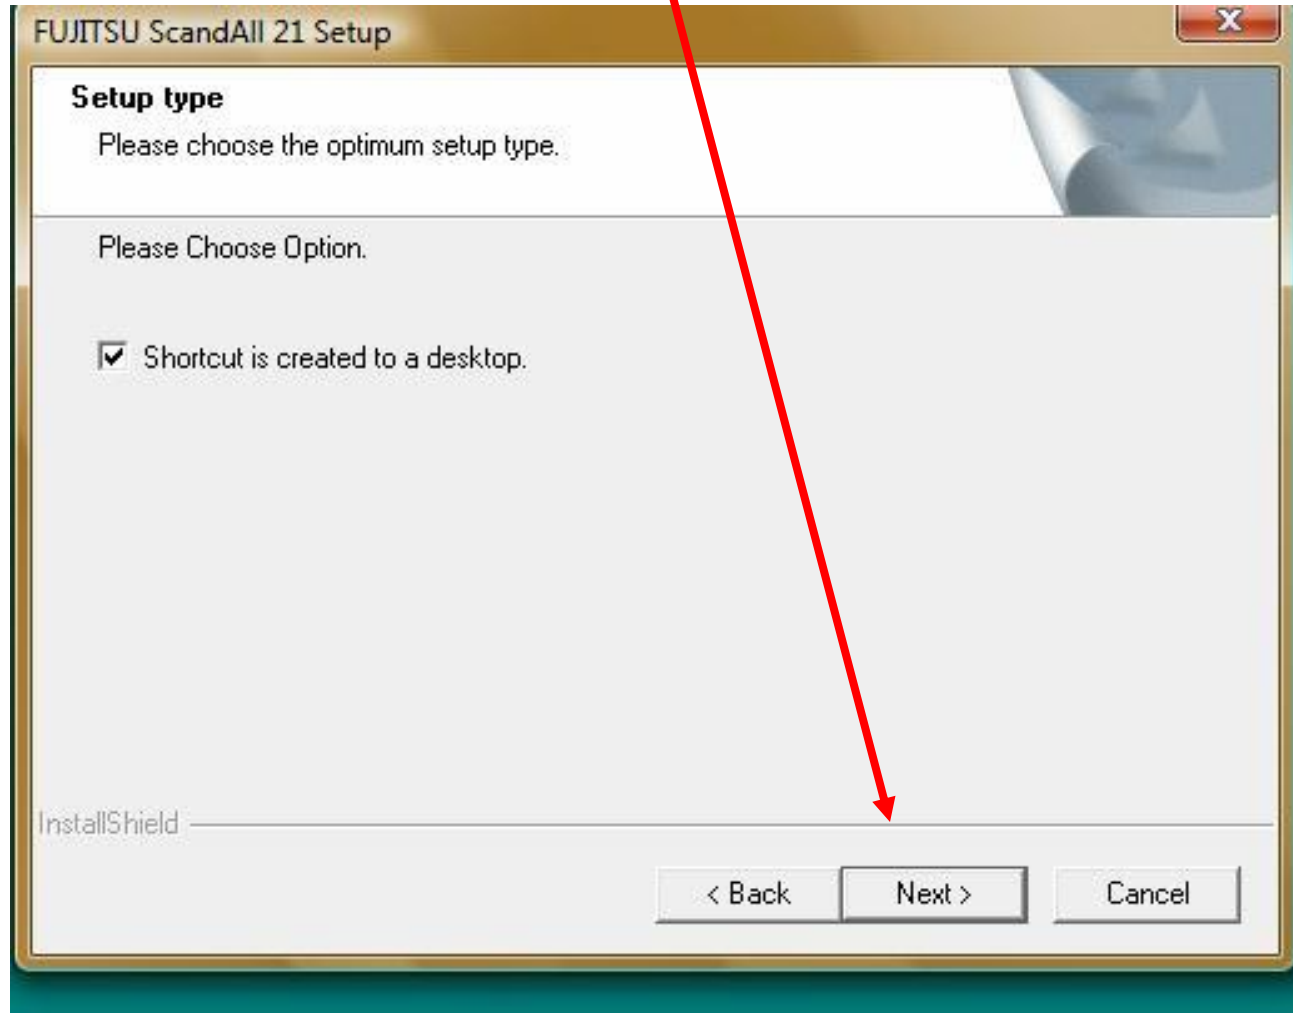 FUJITSU ScandAll 21 Setup
X
Setup type
Please choose the optimum setup type.
Please Choose Option.
Shortcut is created to a desktop.
InstallShield
< Back Next > Cancel